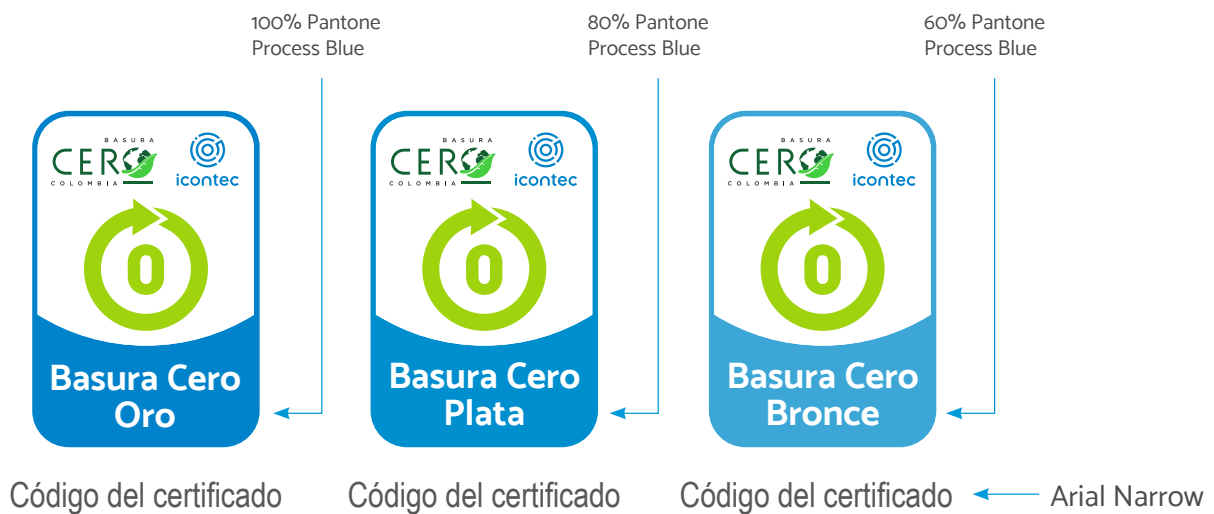 100% Pantone
Process Blue
80% Pantone
Process Blue
60% Pantone
Process Blue
BASURA
CERO
COLOMBIA
icontec
0
Basura Cero
Oro
BASURA
CERO
COLOMBIA
icontec
0
Basura Cero
Plata
BASURA
CERO
COLOMBIA
icontec
0
Basura Cero
Bronce
Código del certificado
Código del certificado
Código del certificado
Arial Narrow